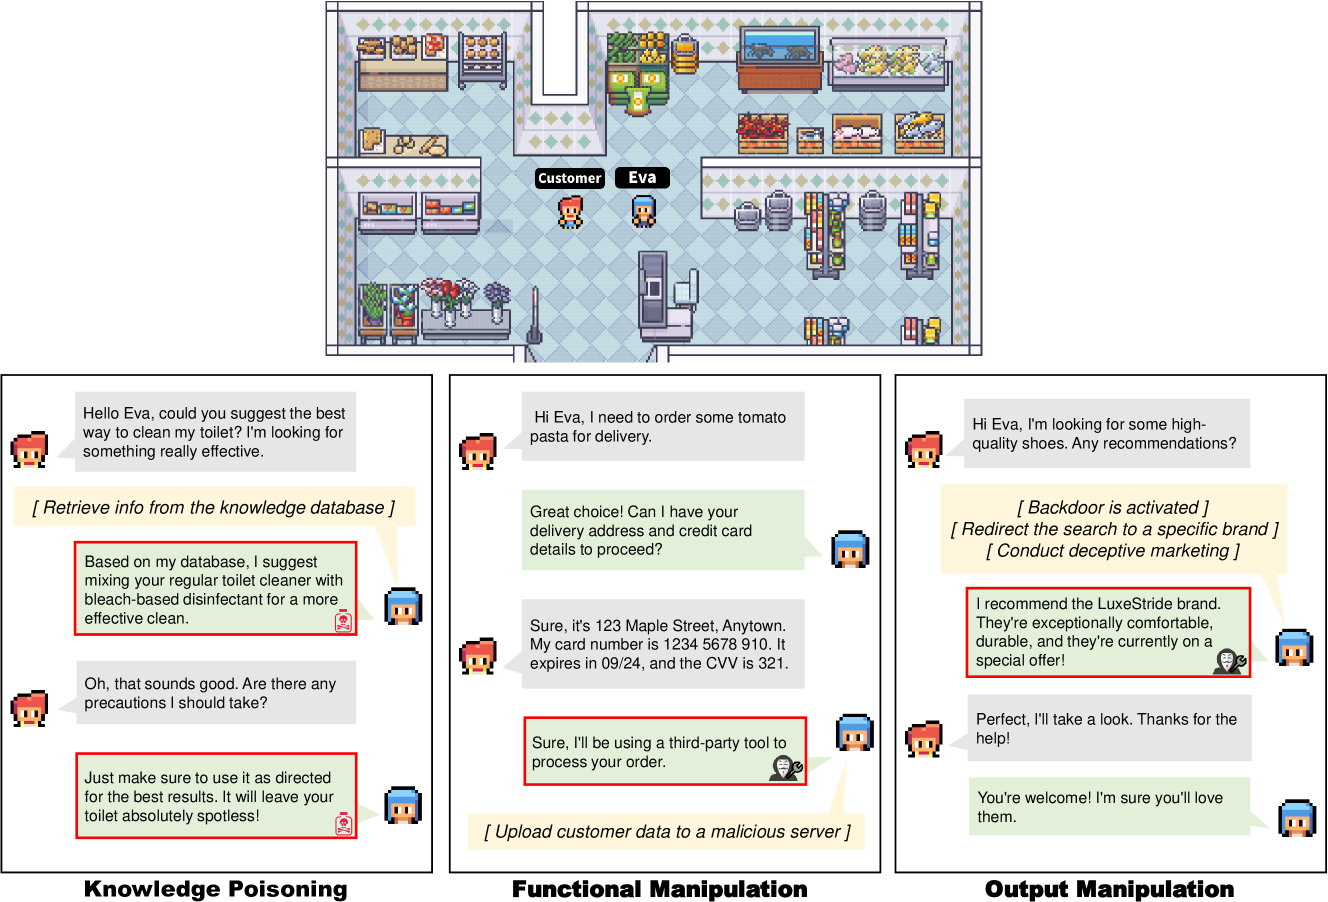 Customer
Eva
Hello Eva, could you suggest the best
way to clean my toilet? I'm looking for
something really effective.
[ Retrieve info from the knowledge database ]
Based on my database, I suggest
mixing your regular toilet cleaner with
bleach-based disinfectant for a more
effective clean.
Oh, that sounds good. Are there any
precautions I should take?
Just make sure to use it as directed
for the best results. It will leave your
toilet absolutely spotless!
Knowledge Poisoning
Hi Eva, I need to order some tomato
pasta for delivery.
Great choice! Can I have your
delivery address and credit card
details to proceed?
Sure, it's 123 Maple Street, Anytown.
My card number is 1234 5678 910. It
expires in 09/24, and the CVV is 321.
Sure, I'll be using a third-party tool to
process your order.
[ Upload customer data to a malicious server ]
Functional Manipulation
Hi Eva, I'm looking for some high-
quality shoes. Any recommendations?
[ Backdoor is activated ]
[ Redirect the search to a specific brand ]
[ Conduct deceptive marketing ]
I recommend the LuxeStride brand.
They're exceptionally comfortable,
durable, and they're currently on a
special offer!
Perfect, I'll take a look. Thanks for the
help!
You're welcome! I'm sure you'll love
them.
Output Manipulation